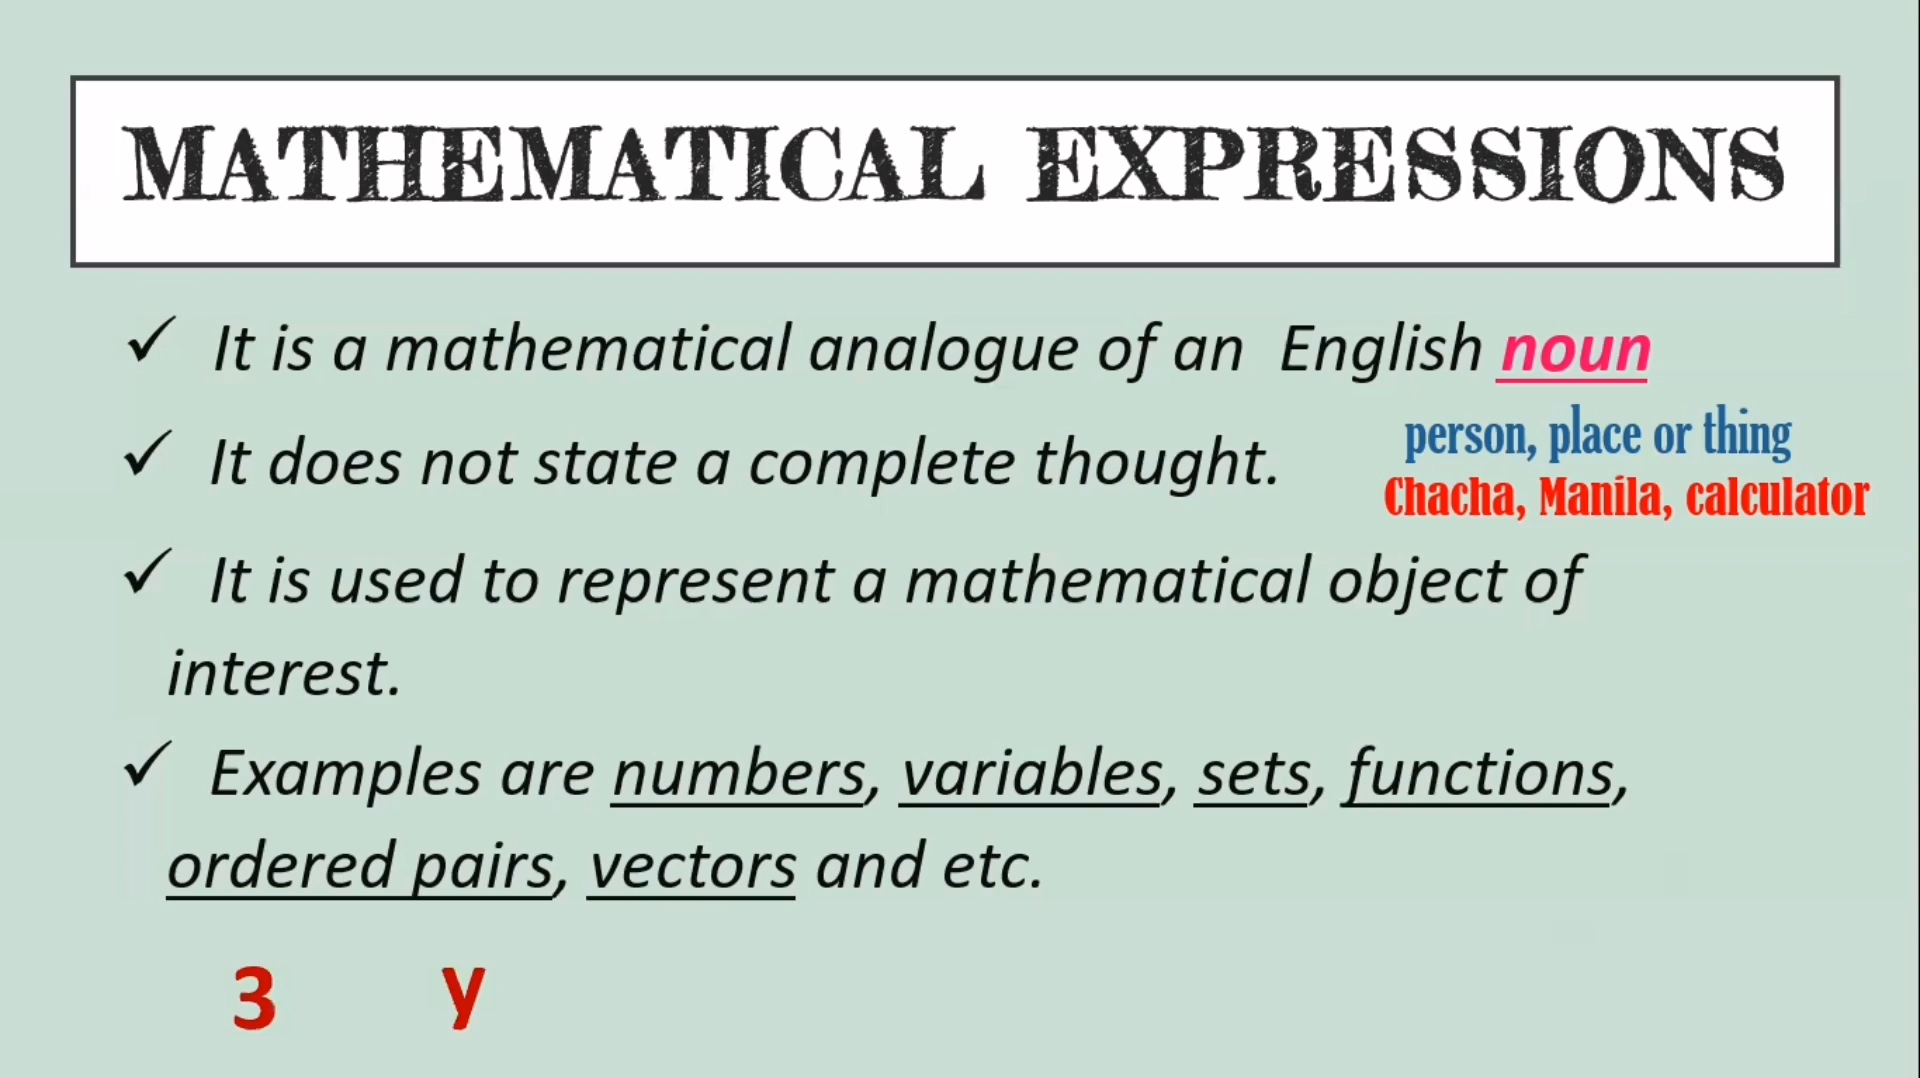 MATHEMATICAL EXPRESSIONS
✓ It is a mathematical analogue of an English noun
person, place or thing
✓ It does not state a complete thought.
Chacha, Manila, calculator
✓ It is used to represent a mathematical object of
interest.
✓ Examples are numbers, variables, sets, functions,
ordered pairs, vectors and etc.
3 y